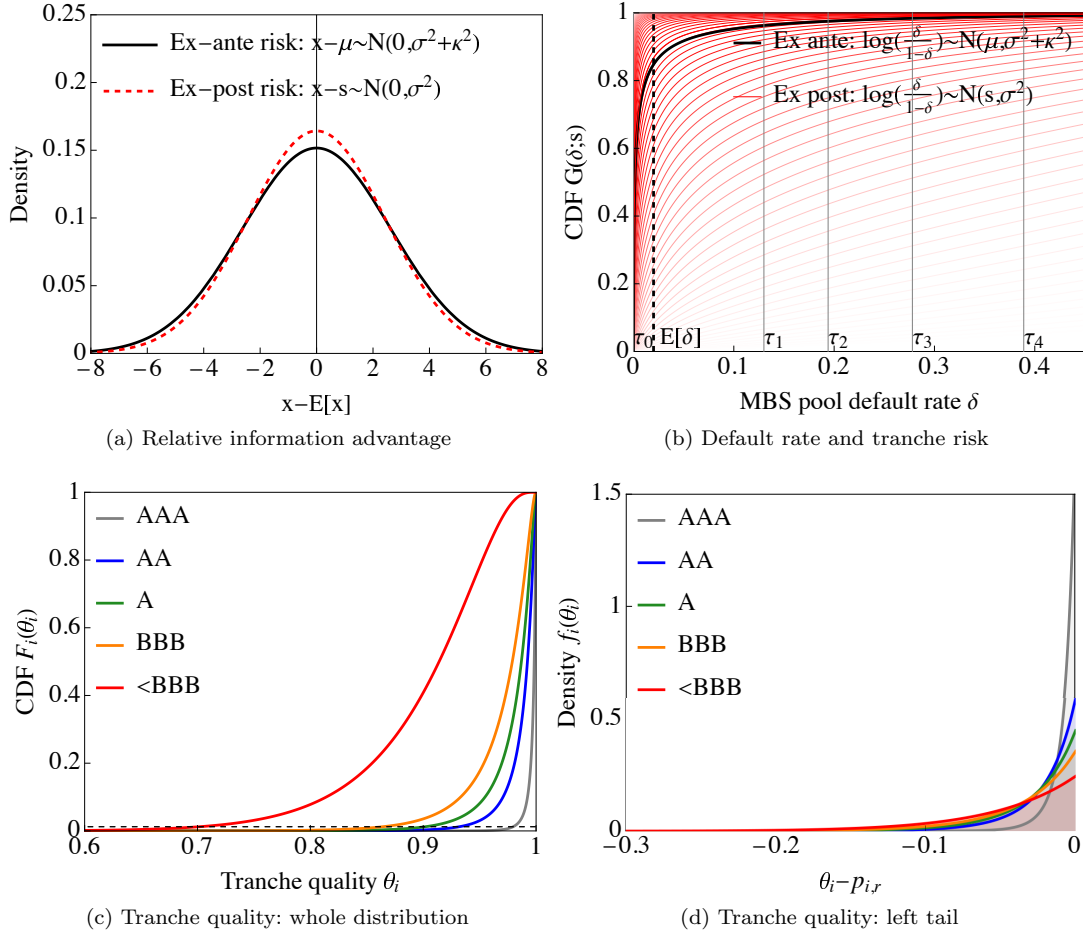 Ex−ante risk: x−μ~N(0,σ²+κ²)
Ex−post risk: x−s~N(0,σ²)
0.25
0.20
0.15
0.1
0.05
0
Density
−8 −6 −4 −2 0 2 4 6 8
x−E[x]
(a) Relative information advantage
Ex ante: log(δ/(1−δ))~N(μ,σ²+κ²)
Ex post: log(δ/(1−δ))~N(s,σ²)
1
0.8
0.6
0.4
0.2
0
CDF G(δ;s)
τ₀ E[δ] τ₁ τ₂ τ₃ τ₄
0 0.1 0.2 0.3 0.4
MBS pool default rate δ
(b) Default rate and tranche risk
AAA
AA
A
BBB
<BBB
1
0.8
0.6
0.4
0.2
0
CDF Fᵢ(θᵢ)
0.6 0.7 0.8 0.9 1
Tranche quality θᵢ
(c) Tranche quality: whole distribution
AAA
AA
A
BBB
<BBB
1.5
1
0.5
0
Density fᵢ(θᵢ)
−0.3 −0.2 −0.1 0
θᵢ−pᵢ,ᵣ
(d) Tranche quality: left tail